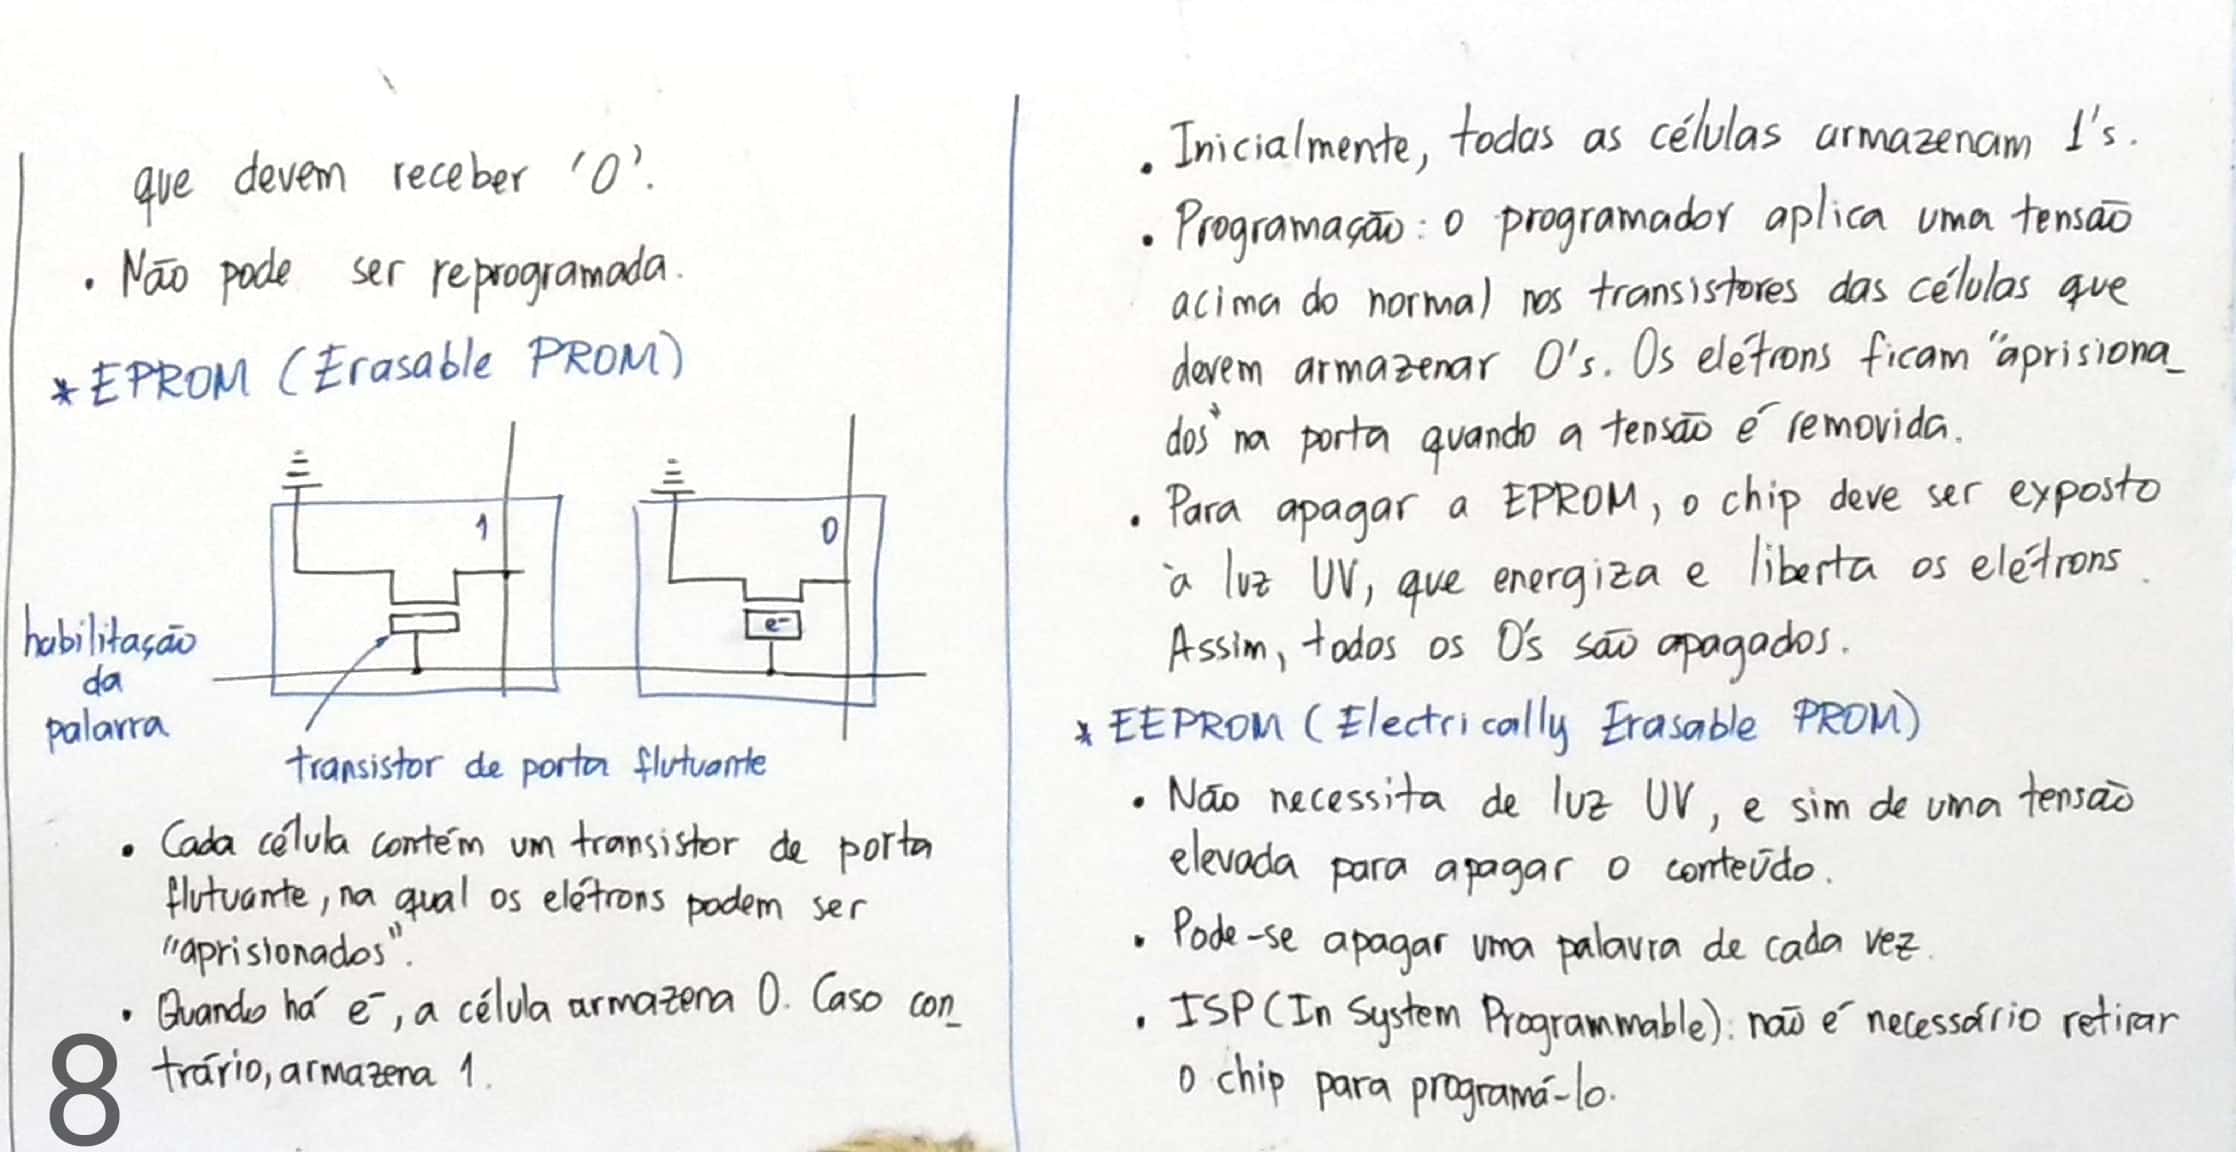 que devem receber '0'.
• Não pode ser reprogramada.
* EPROM (Erasable PROM)
1
0
e-
habilitação
da
palavra
transistor de porta flutuante
• Cada célula contém um transistor de porta
flutuante, na qual os elétrons podem ser
"aprisionados".
• Quando há e-, a célula armazena 0. Caso con_
trário, armazena 1.
8
• Inicialmente, todas as células armazenam 1's.
• Programação: o programador aplica uma tensão
acima do normal nos transistores das células que
devem armazenar 0's. Os elétrons ficam "aprisiona_
dos" na porta quando a tensão é removida.
• Para apagar a EPROM, o chip deve ser exposto
à luz UV, que energiza e liberta os elétrons.
Assim, todos os 0's são apagados.
* EEPROM (Electrically Erasable PROM)
• Não necessita de luz UV, e sim de uma tensão
elevada para apagar o conteúdo.
• Pode-se apagar uma palavra de cada vez.
• ISP (In System Programmable): não é necessário retirar
o chip para programá-lo.